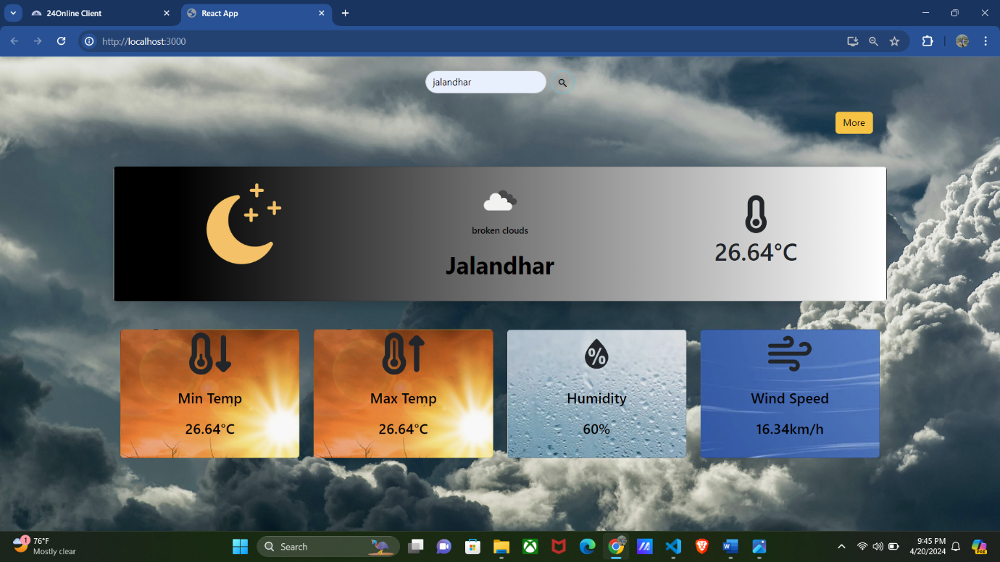 24Online Client
React App
http://localhost:3000
jalandhar
More
broken clouds
Jalandhar
26.64°C
Min Temp
26.64°C
Max Temp
26.64°C
%
Humidity
60%
Wind Speed
16.34km/h
1
76°F
Mostly clear
Search
9:45 PM
4/20/2024
PRE